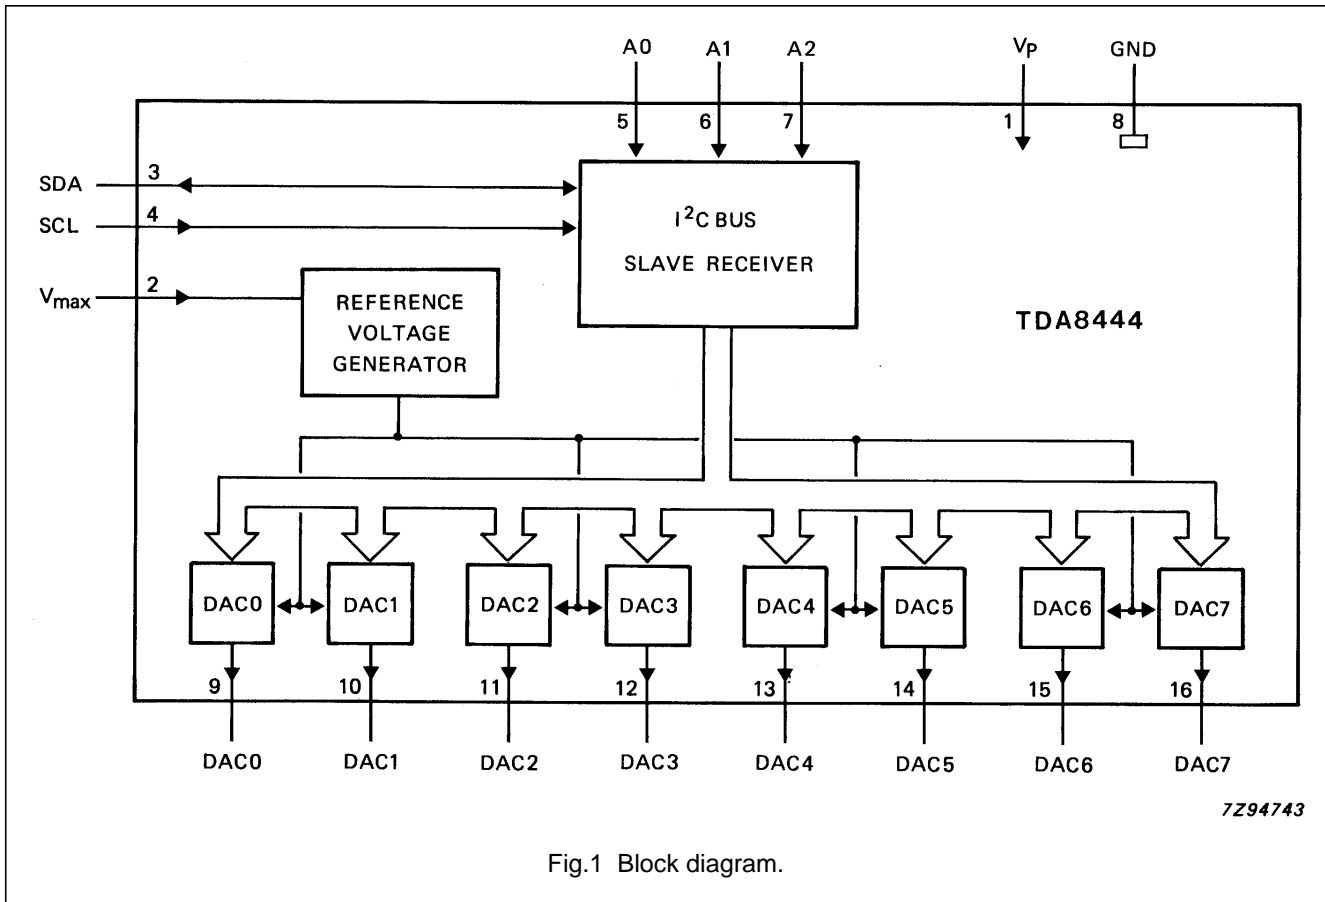 A0 A1 A2 VP GND
5 6 7 1 8
SDA 3
SCL 4
I²C BUS
SLAVE RECEIVER
Vmax 2
REFERENCE
VOLTAGE
GENERATOR
TDA8444
DAC0 DAC1 DAC2 DAC3 DAC4 DAC5 DAC6 DAC7
9 10 11 12 13 14 15 16
DAC0 DAC1 DAC2 DAC3 DAC4 DAC5 DAC6 DAC7
7Z94743
Fig.1 Block diagram.